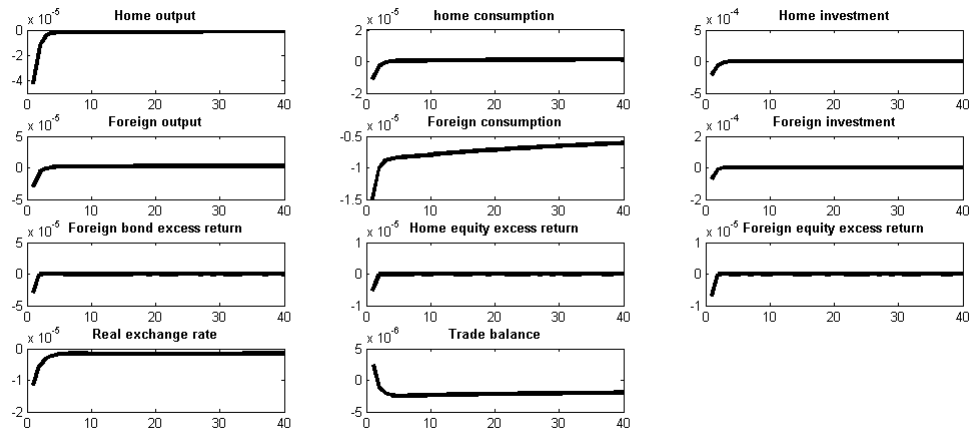 Home output
x 10^-5
0
-2
-4
0 10 20 30 40
home consumption
x 10^-5
2
0
-2
0 10 20 30 40
Home investment
x 10^-4
5
0
-5
0 10 20 30 40
Foreign output
x 10^-5
5
0
-5
0 10 20 30 40
Foreign consumption
x 10^-5
-0.5
-1
-1.5
0 10 20 30 40
Foreign investment
x 10^-4
2
0
-2
0 10 20 30 40
Foreign bond excess return
x 10^-5
5
0
-5
0 10 20 30 40
Home equity excess return
x 10^-5
1
0
-1
0 10 20 30 40
Foreign equity excess return
x 10^-5
1
0
-1
0 10 20 30 40
Real exchange rate
x 10^-5
0
-1
-2
0 10 20 30 40
Trade balance
x 10^-6
5
0
-5
0 10 20 30 40